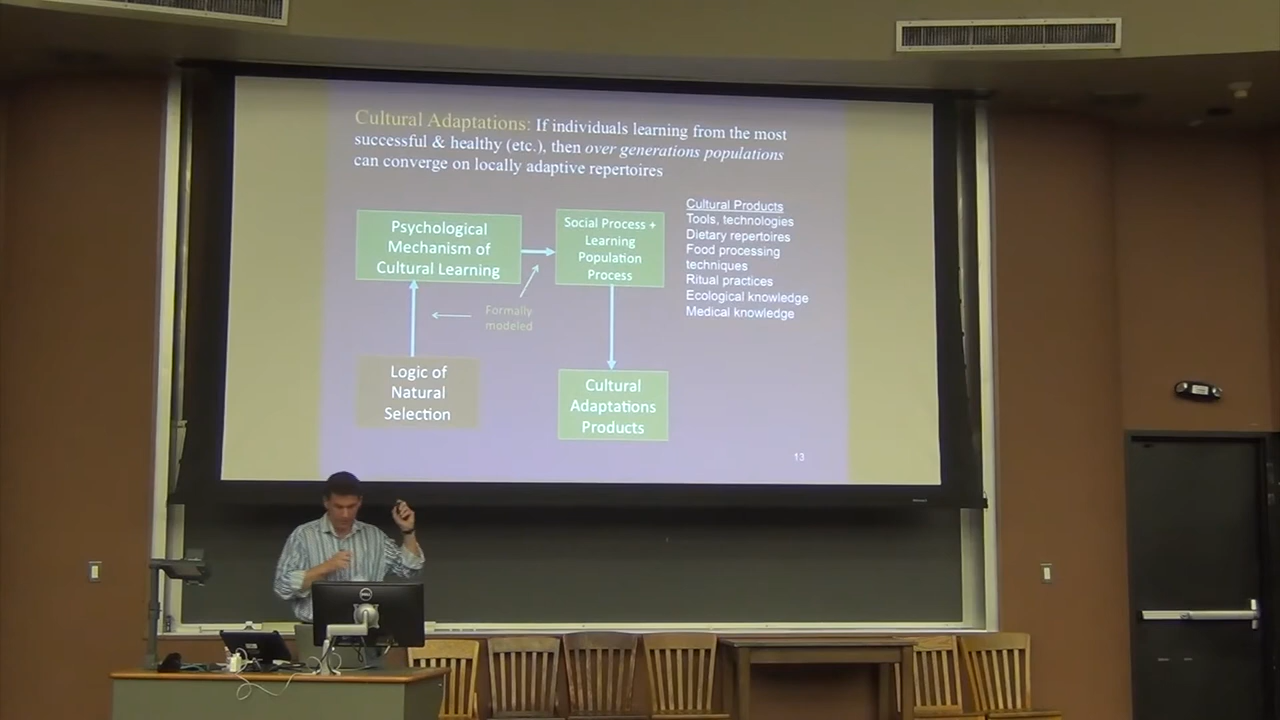 Cultural Adaptations: If individuals learning from the most
successful & healthy (etc.), then over generations populations
can converge on locally adaptive repertoires
Psychological
Mechanism of
Cultural Learning
Social Process +
Learning
Population
Process
Cultural Products
Tools, technologies
Dietary repertoires
Food processing
techniques
Ritual practices
Ecological knowledge
Medical knowledge
Formally
modeled
Logic of
Natural
Selection
Cultural
Adaptations
Products
13
DELL